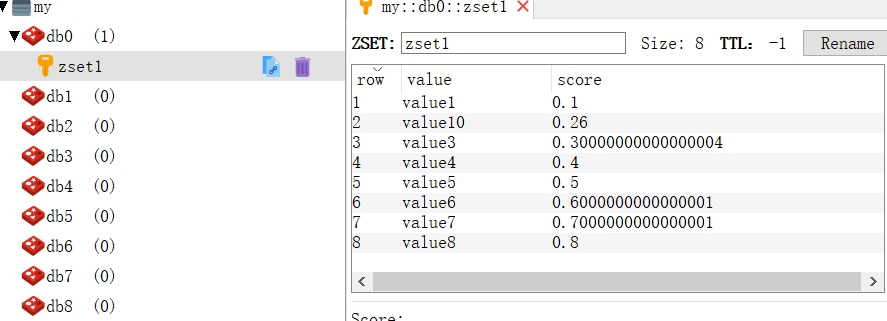 my
db0 (1)
zset1
db1 (0)
db2 (0)
db3 (0)
db4 (0)
db5 (0)
db6 (0)
db7 (0)
db8 (0)
my::db0::zset1
ZSET: zset1 Size: 8 TTL: -1 Rename
row value score
1 value1 0.1
2 value10 0.26
3 value3 0.30000000000000004
4 value4 0.4
5 value5 0.5
6 value6 0.6000000000000001
7 value7 0.7000000000000001
8 value8 0.8
Score: